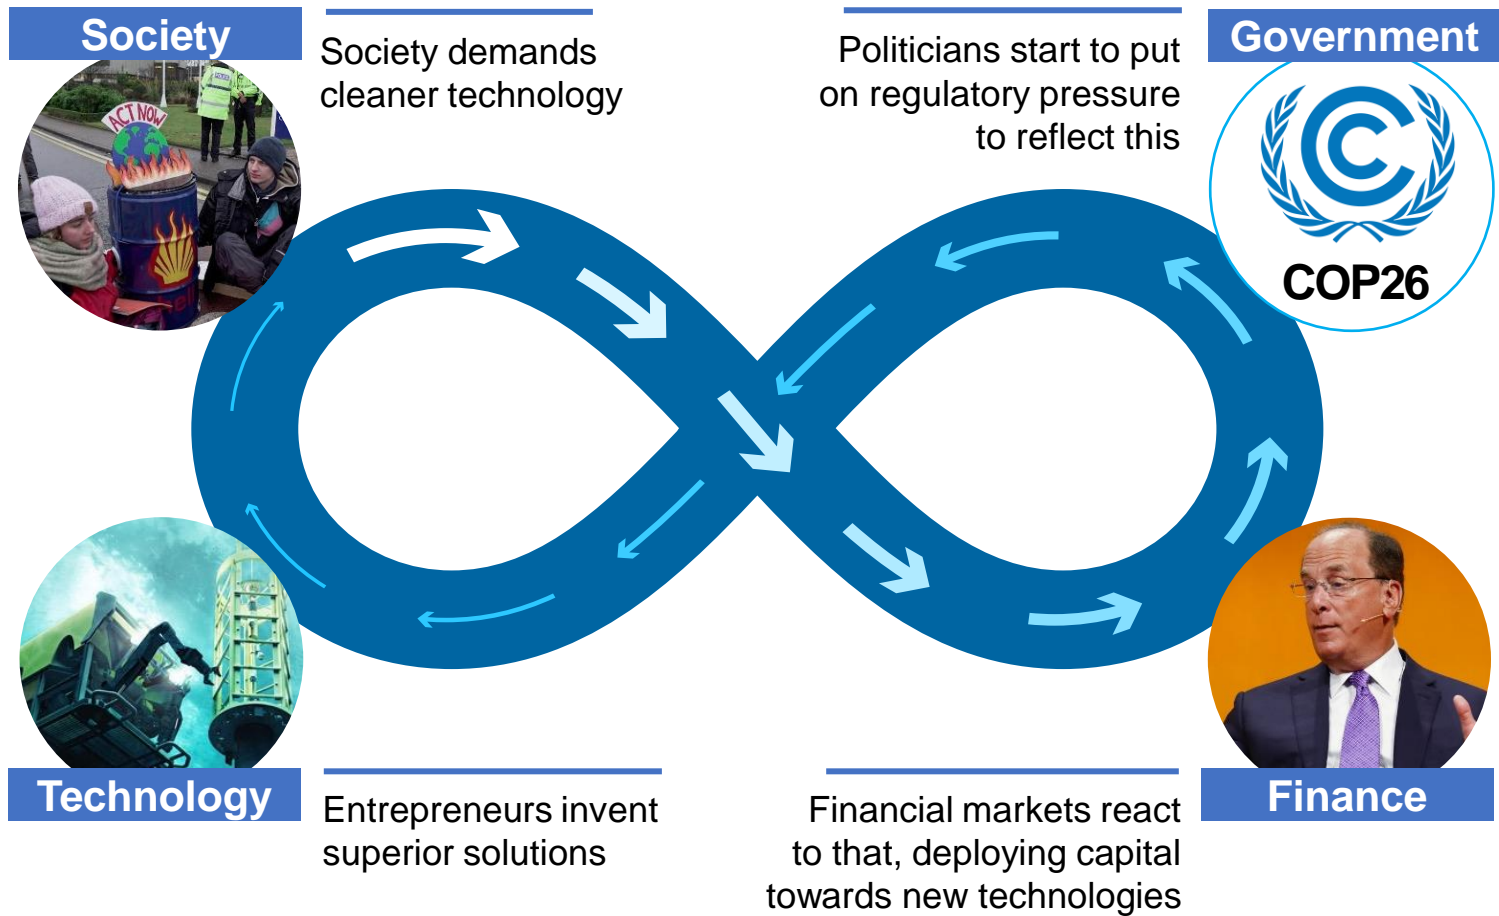 Society
Society demands
cleaner technology
Politicians start to put
on regulatory pressure
to reflect this
Government
ACT NOW
COP26
Technology
Entrepreneurs invent
superior solutions
Financial markets react
to that, deploying capital
towards new technologies
Finance